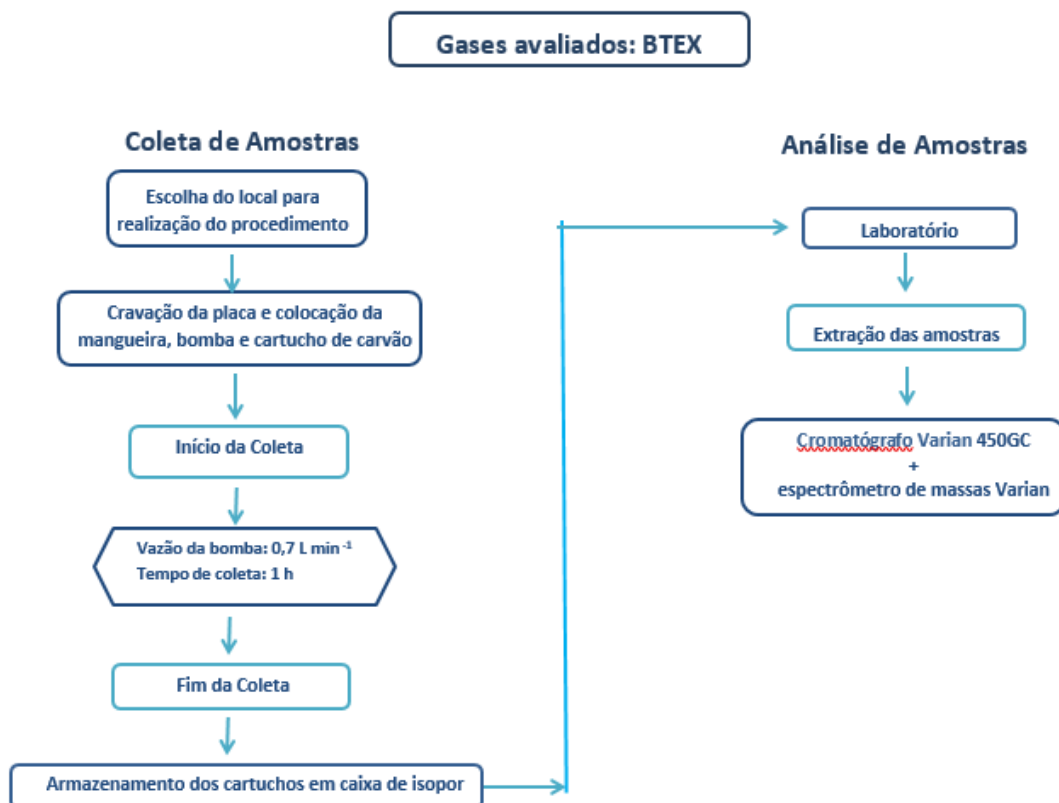 Gases avaliados: BTEX
Coleta de Amostras
Escolha do local para
realização do procedimento
Cravação da placa e colocação da
mangueira, bomba e cartucho de carvão
Início da Coleta
Vazão da bomba: 0,7 L min⁻¹
Tempo de coleta: 1 h
Fim da Coleta
Armazenamento dos cartuchos em caixa de isopor
Análise de Amostras
Laboratório
Extração das amostras
Cromatógrafo Varian 450GC
+
espectrômetro de massas Varian